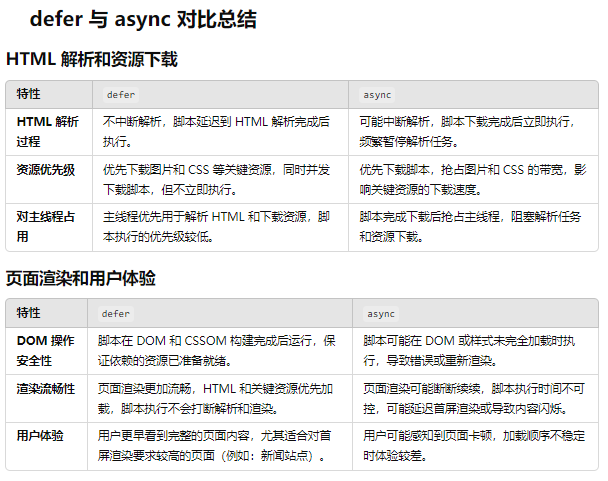 defer 与 async 对比总结
HTML 解析和资源下载
特性 defer async
HTML 解析过程 不中断解析，脚本延迟到 HTML 解析完成后执行。 可能中断解析，脚本下载完成后立即执行，频繁暂停解析任务。
资源优先级 优先下载图片和 CSS 等关键资源，同时并发下载脚本，但不立即执行。 优先下载脚本，抢占图片和 CSS 的带宽，影响关键资源的下载速度。
对主线程占用 主线程优先用于解析 HTML 和下载资源，脚本执行的优先级较低。 脚本完成下载后抢占主线程，阻塞解析任务和资源下载。
页面渲染和用户体验
特性 defer async
DOM 操作安全性 脚本在 DOM 和 CSSOM 构建完成后运行，保证依赖的资源已准备就绪。 脚本可能在 DOM 或样式未完全加载时执行，导致错误或重新渲染。
渲染流畅性 页面渲染更加流畅，HTML 和关键资源优先加载，脚本执行不会打断解析和渲染。 页面渲染可能断断续续，脚本执行时间不可控，可能延迟首屏渲染或导致内容闪烁。
用户体验 用户更早看到完整的页面内容，尤其适合对首屏渲染要求较高的页面（例如：新闻站点）。 用户可能感知到页面卡顿，加载顺序不稳定时体验较差。